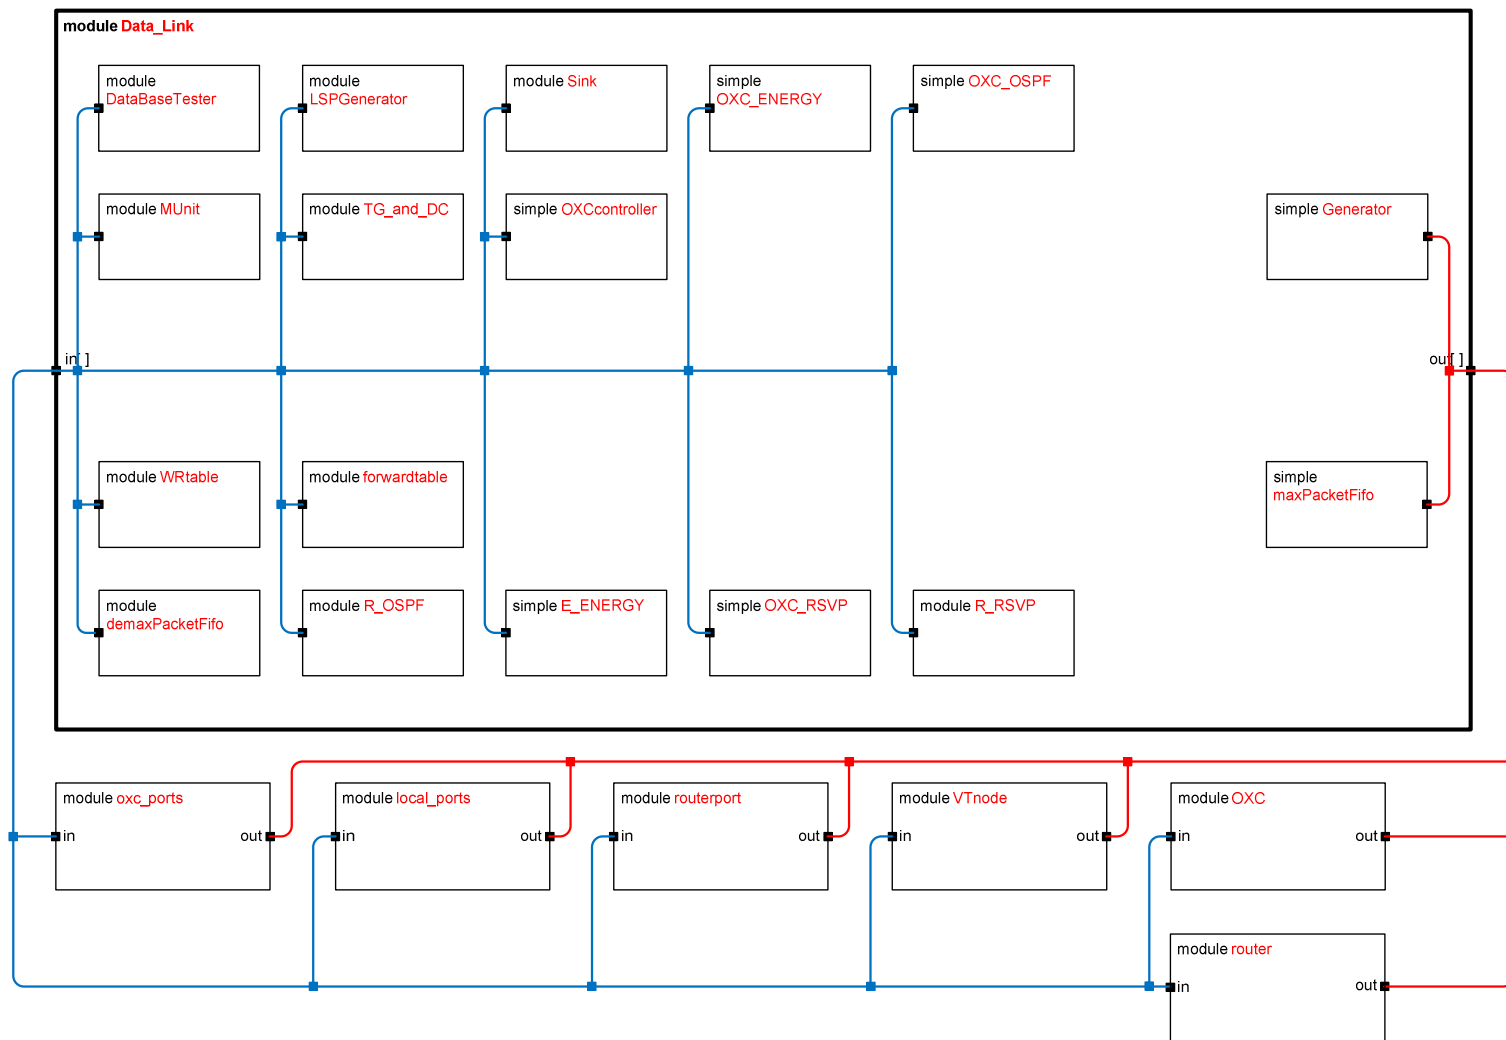 module Data_Link
module
DataBaseTester
module
LSPGenerator
module Sink
simple
OXC_ENERGY
simple OXC_OSPF
module MUnit
module TG_and_DC
simple OXCcontroller
simple Generator
in[ ]
out[ ]
module WRtable
module forwardtable
simple
maxPacketFifo
module
demaxPacketFifo
module R_OSPF
simple E_ENERGY
simple OXC_RSVP
module R_RSVP
module oxc_ports
in
out
module local_ports
in
out
module routerport
in
out
module VTnode
in
out
module OXC
in
out
module router
in
out